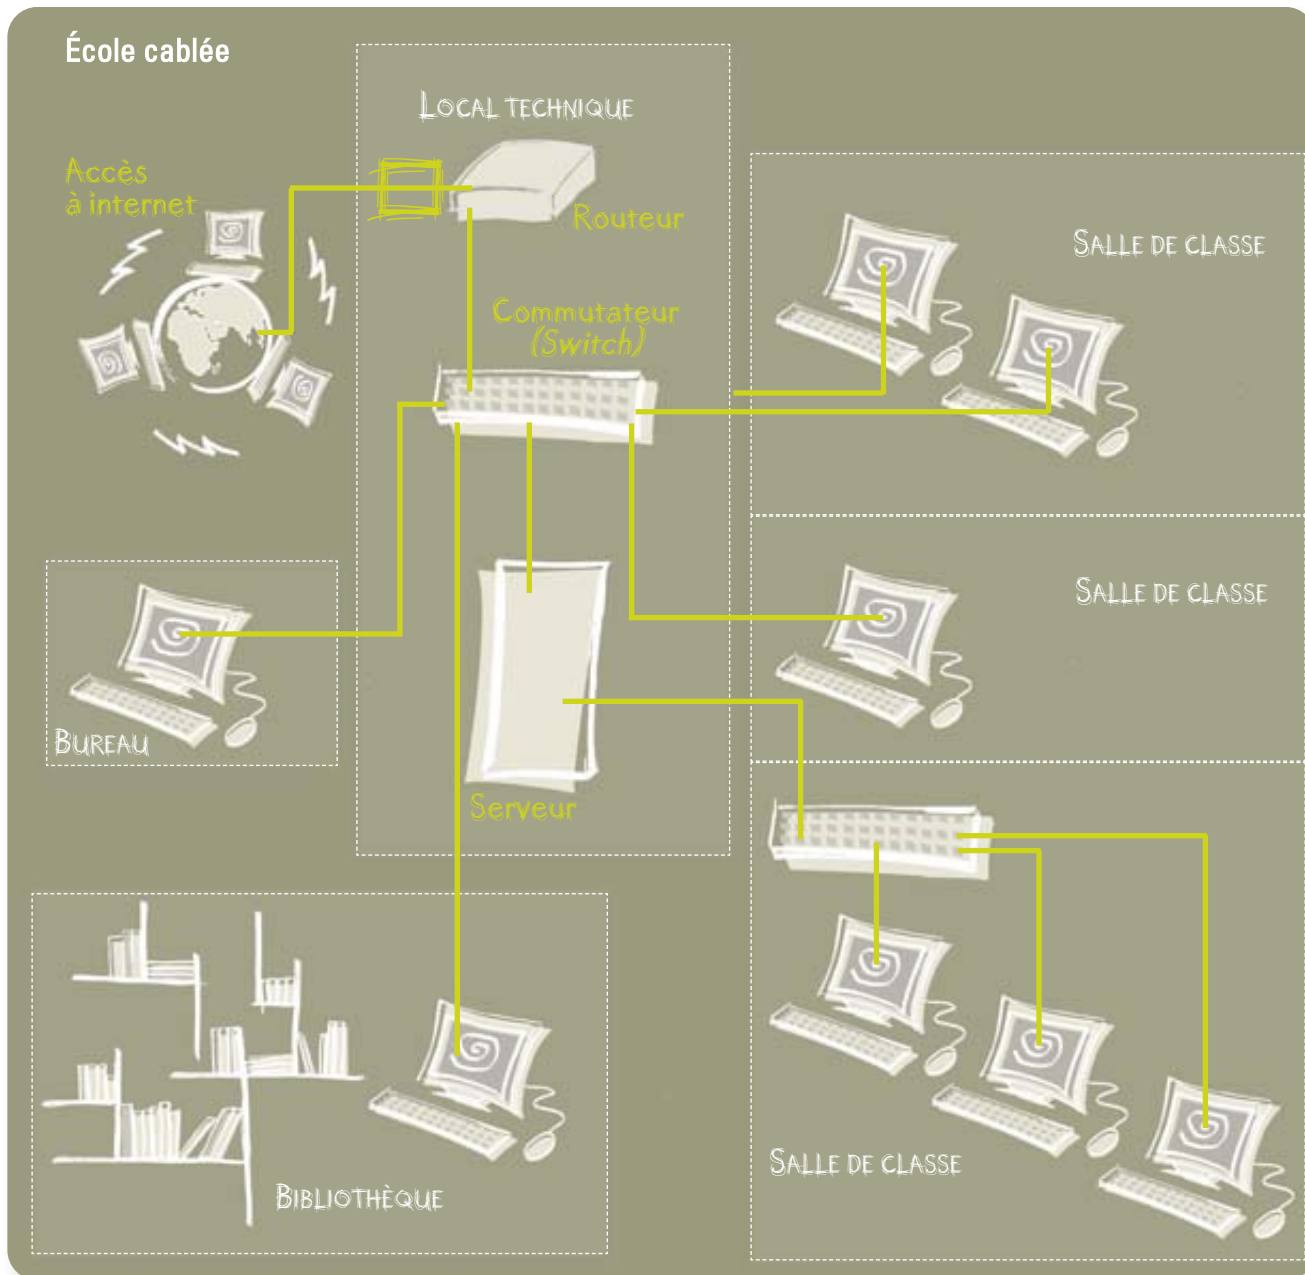 École cablée
LOCAL TECHNIQUE
Accès
à internet
Routeur
SALLE DE CLASSE
Commutateur
(Switch)
SALLE DE CLASSE
BUREAU
Serveur
SALLE DE CLASSE
BIBLIOTHÈQUE